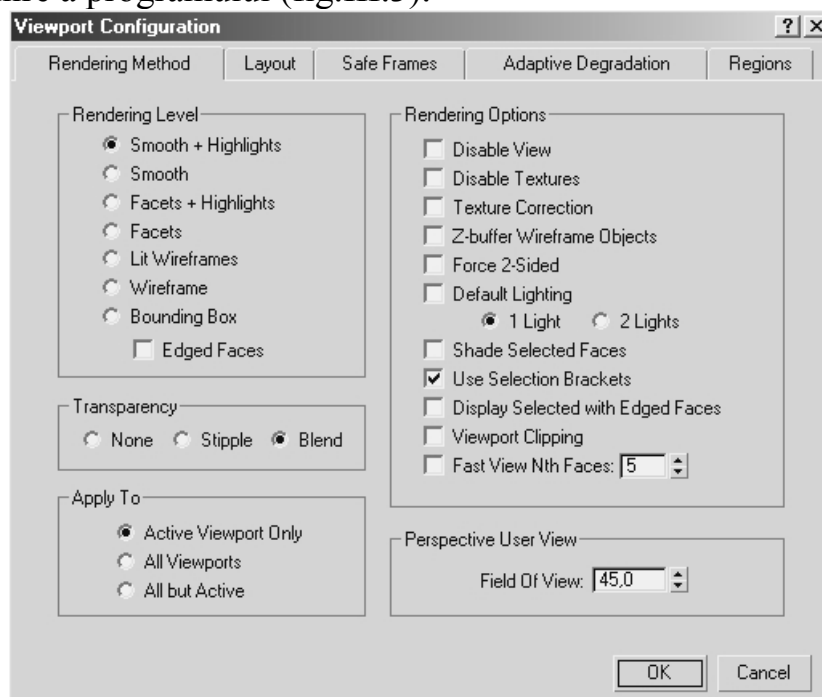 a programului (fig.III.3).
Viewport Configuration
Rendering Method Layout Safe Frames Adaptive Degradation Regions
Rendering Level
Smooth + Highlights
Smooth
Facets + Highlights
Facets
Lit Wireframes
Wireframe
Bounding Box
Edged Faces
Transparency
None Stipple Blend
Apply To
Active Viewport Only
All Viewports
All but Active
Rendering Options
Disable View
Disable Textures
Texture Correction
Z-buffer Wireframe Objects
Force 2-Sided
Default Lighting
1 Light 2 Lights
Shade Selected Faces
Use Selection Brackets
Display Selected with Edged Faces
Viewport Clipping
Fast View Nth Faces: 5
Perspective User View
Field Of View: 45,0
OK Cancel